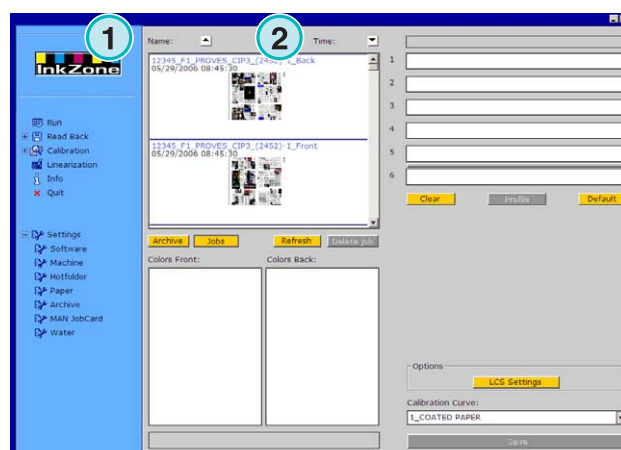 1
2
InkZone
Run
Read Back
Calibration
Linearization
Info
Quit
Settings
Software
Machine
Hotfolder
Paper
Archive
MAN JobCard
Water
Name:
Time:
12345_F1_PROVES_CIP3_(2452)-1_Back
05/29/2006 08:45:30
12345_F1_PROVES_CIP3_(2452)-1_Front
05/29/2006 08:45:30
Archive
Jobs
Refresh
Delete job
Colors Front:
Colors Back:
1
2
3
4
5
6
Clear
Profile
Default
Options
LCS Settings
Calibration Curve:
1_COATED PAPER
Save